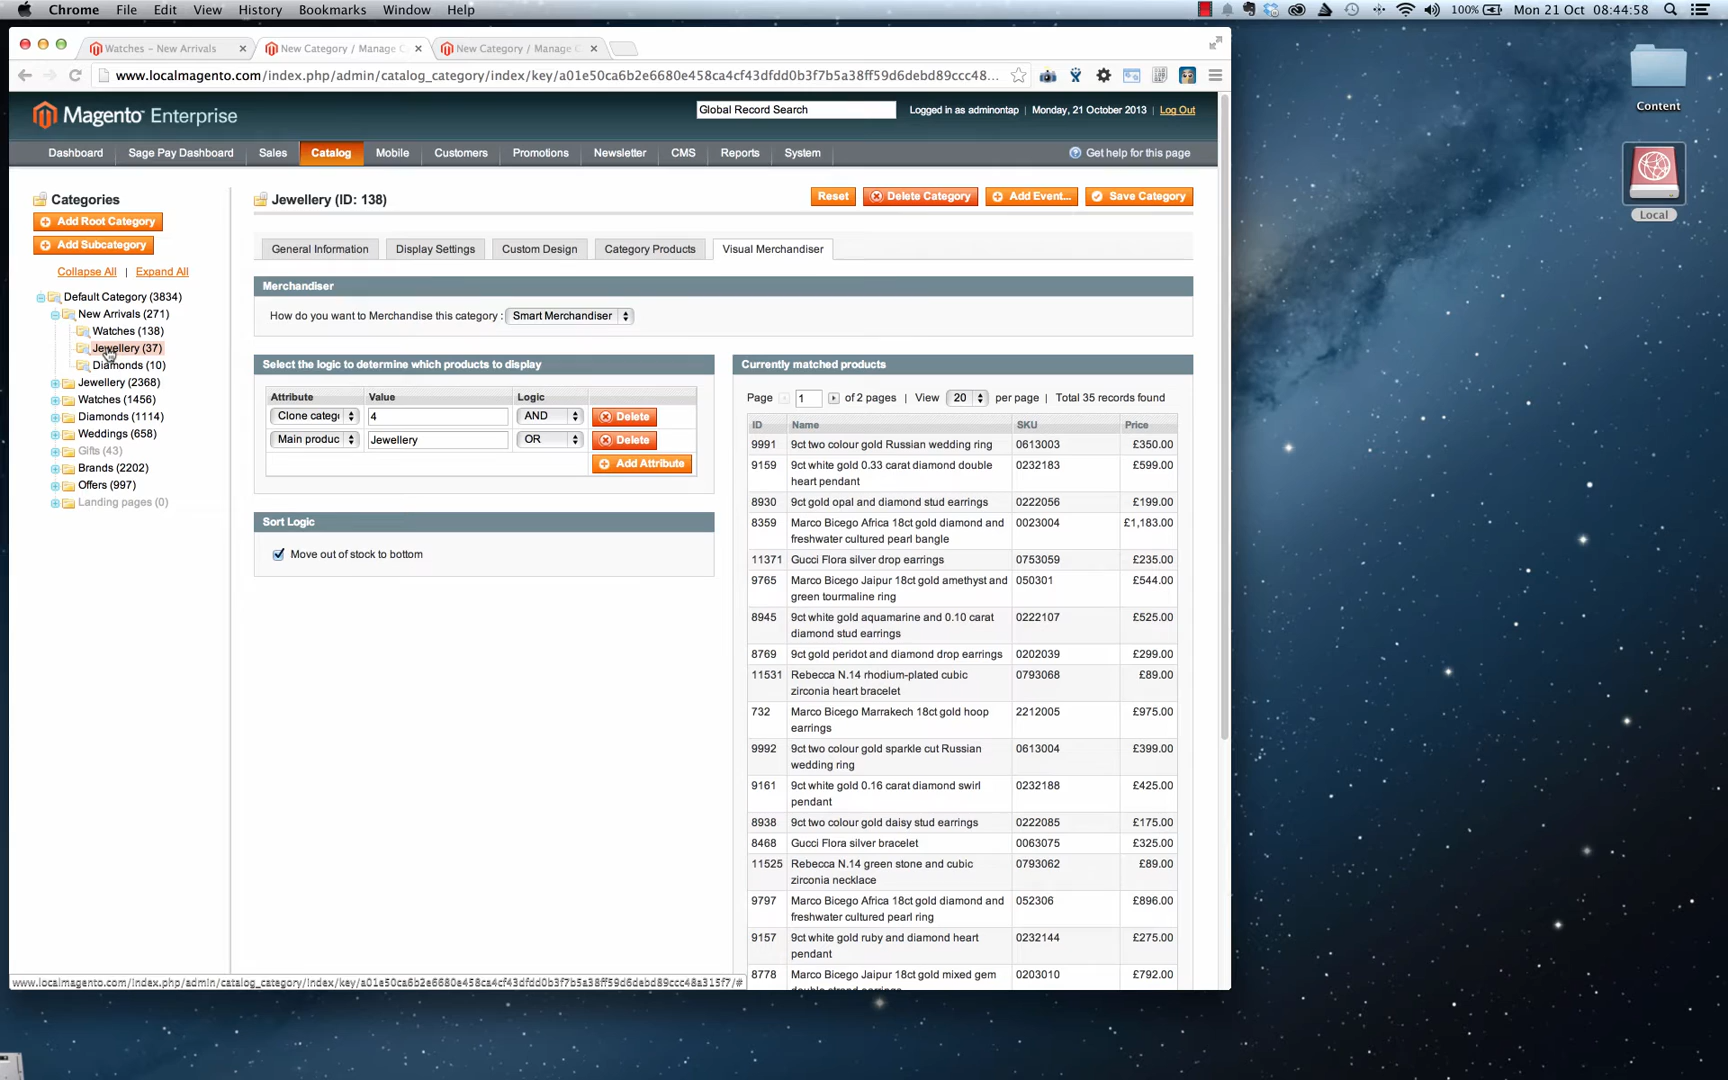 Chrome File Edit View History Bookmarks Window Help 100% Mon 21 Oct 08:44:58
Watches – New Arrivals New Category / Manage C New Category / Manage C
www.localmagento.com/index.php/admin/catalog_category/index/key/a01e50ca6b2e6680e458ca4cf43dfdd0b3f7b5a38ff59d6debd89ccc48...
Content
Local
Magento Enterprise
Global Record Search
Logged in as adminontap | Monday, 21 October 2013 | Log Out
Dashboard Sage Pay Dashboard Sales Catalog Mobile Customers Promotions Newsletter CMS Reports System Get help for this page
Categories
Add Root Category
Add Subcategory
Collapse All | Expand All
Default Category (3834)
New Arrivals (271)
Watches (138)
Jewellery (37)
Diamonds (10)
Jewellery (2368)
Watches (1456)
Diamonds (1114)
Weddings (658)
Gifts (43)
Brands (2202)
Offers (997)
Landing pages (0)
Jewellery (ID: 138)
Reset Delete Category Add Event... Save Category
General Information Display Settings Custom Design Category Products Visual Merchandiser
Merchandiser
How do you want to Merchandise this category : Smart Merchandiser
Select the logic to determine which products to display
Attribute Value Logic
Clone categ 4 AND Delete
Main produc Jewellery OR Delete
Add Attribute
Sort Logic
Move out of stock to bottom
Currently matched products
Page 1 of 2 pages | View 20 per page | Total 35 records found
ID Name SKU Price
9991 9ct two colour gold Russian wedding ring 0613003 £350.00
9159 9ct white gold 0.33 carat diamond double 0232183 £599.00
heart pendant
8930 9ct gold opal and diamond stud earrings 0222056 £199.00
8359 Marco Bicego Africa 18ct gold diamond and 0023004 £1,183.00
freshwater cultured pearl bangle
11371 Gucci Flora silver drop earrings 0753059 £235.00
9765 Marco Bicego Jaipur 18ct gold amethyst and 050301 £544.00
green tourmaline ring
8945 9ct white gold aquamarine and 0.10 carat 0222107 £525.00
diamond stud earrings
8769 9ct gold peridot and diamond drop earrings 0202039 £299.00
11531 Rebecca N.14 rhodium-plated cubic 0793068 £89.00
zirconia heart bracelet
732 Marco Bicego Marrakech 18ct gold hoop 2212005 £975.00
earrings
9992 9ct two colour gold sparkle cut Russian 0613004 £399.00
wedding ring
9161 9ct white gold 0.16 carat diamond swirl 0232188 £425.00
pendant
8938 9ct two colour gold daisy stud earrings 0222085 £175.00
8468 Gucci Flora silver bracelet 0063075 £325.00
11525 Rebecca N.14 green stone and cubic 0793062 £89.00
zirconia necklace
9797 Marco Bicego Africa 18ct gold diamond and 052306 £896.00
freshwater cultured pearl ring
9157 9ct white gold ruby and diamond heart 0232144 £275.00
pendant
8778 Marco Bicego Jaipur 18ct gold mixed gem 0203010 £792.00
double strand earrings
www.localmagento.com/index.php/admin/catalog_category/index/key/a01e50ca6b2e6680e458ca4cf43dfdd0b3f7b5a38ff59d6debd89ccc48a315f7/#